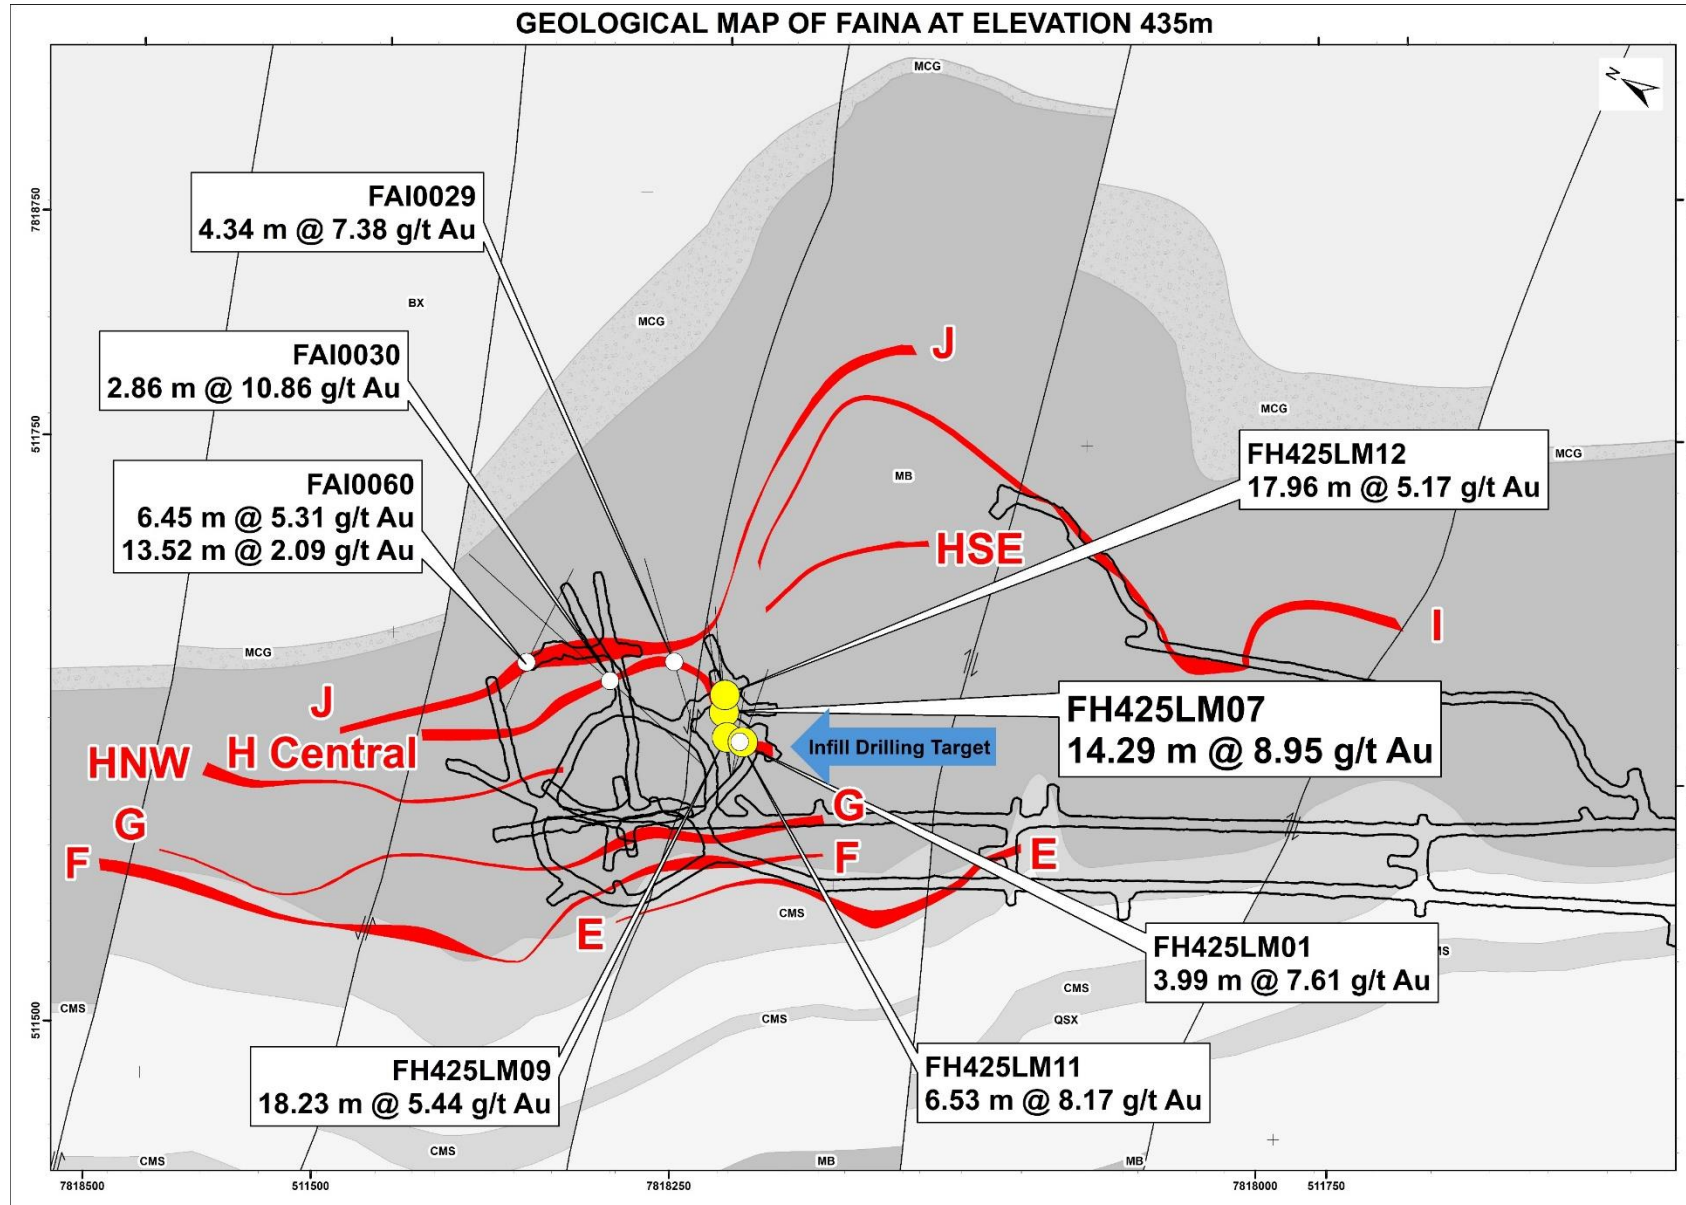 GEOLOGICAL MAP OF FAINA AT ELEVATION 435m
N
MCG
FAI0029
4.34 m @ 7.38 g/t Au
7818750
BX
MCG
FAI0030
2.86 m @ 10.86 g/t Au
J
511750
MCG
MCG
FH425LM12
17.96 m @ 5.17 g/t Au
FAI0060
6.45 m @ 5.31 g/t Au
13.52 m @ 2.09 g/t Au
MB
HSE
I
MCG
J
FH425LM07
14.29 m @ 8.95 g/t Au
H Central
HNW
Infill Drilling Target
G
G
F
F
E
E
CMS
FH425LM01
3.99 m @ 7.61 g/t Au
MS
CMS
CMS
CMS
QSX
511500
FH425LM09
18.23 m @ 5.44 g/t Au
FH425LM11
6.53 m @ 8.17 g/t Au
CMS
CMS
MB
MB
7818500
511500
7818250
7818000
511750